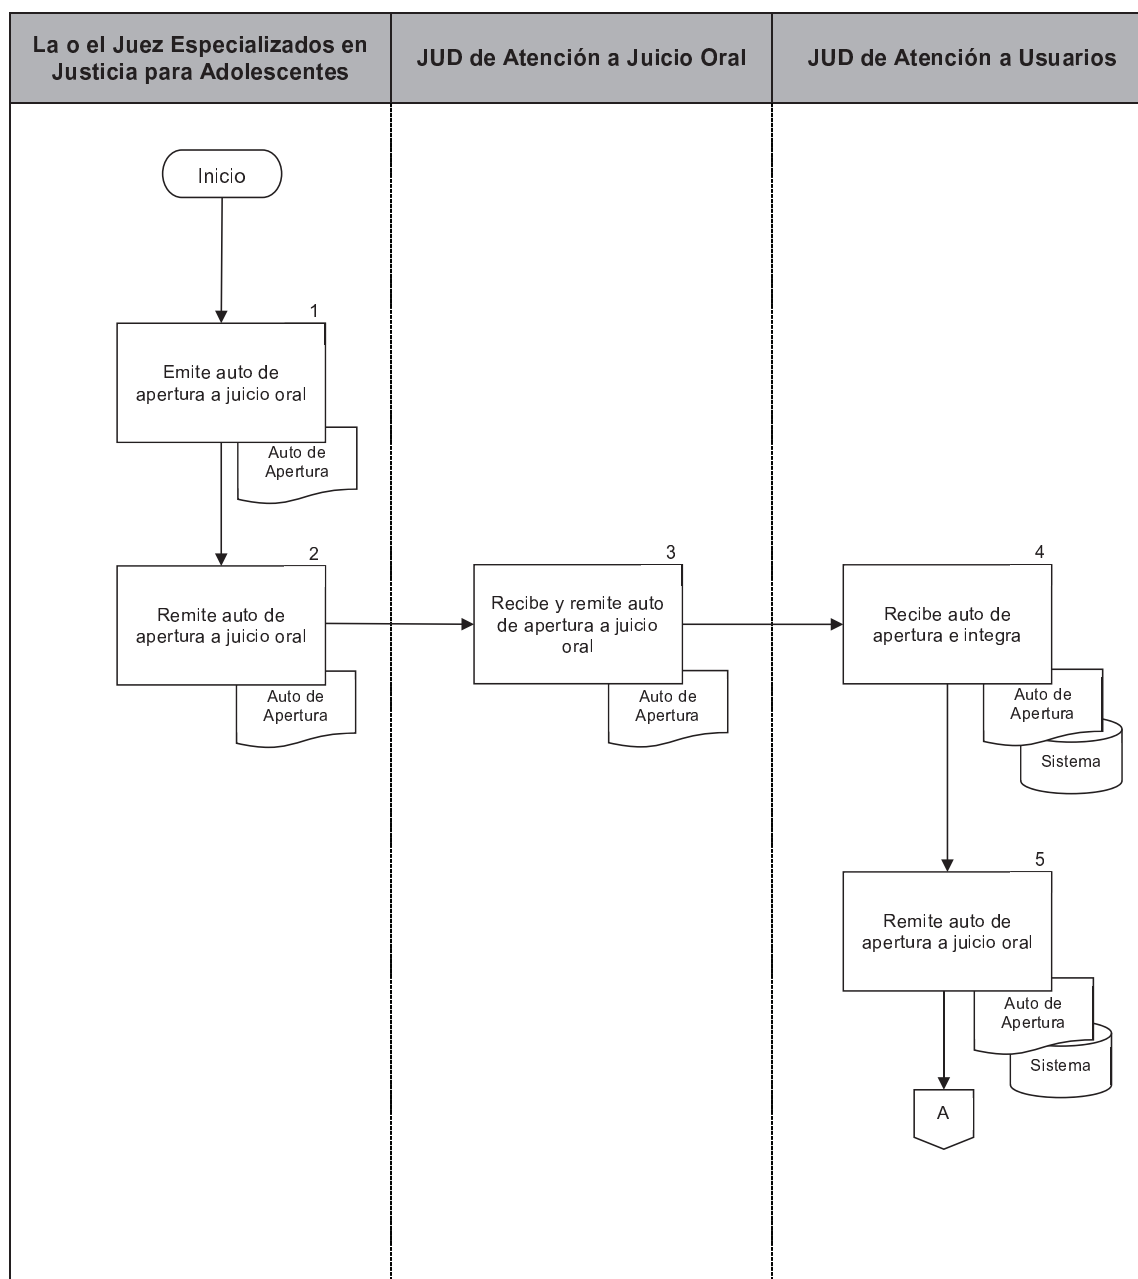 La o el Juez Especializados en
Justicia para Adolescentes
JUD de Atención a Juicio Oral
JUD de Atención a Usuarios
Inicio
1
Emite auto de
apertura a juicio oral
Auto de
Apertura
2
Remite auto de
apertura a juicio oral
Auto de
Apertura
3
Recibe y remite auto
de apertura a juicio
oral
Auto de
Apertura
4
Recibe auto de
apertura e integra
Auto de
Apertura
Sistema
5
Remite auto de
apertura a juicio oral
Auto de
Apertura
Sistema
A